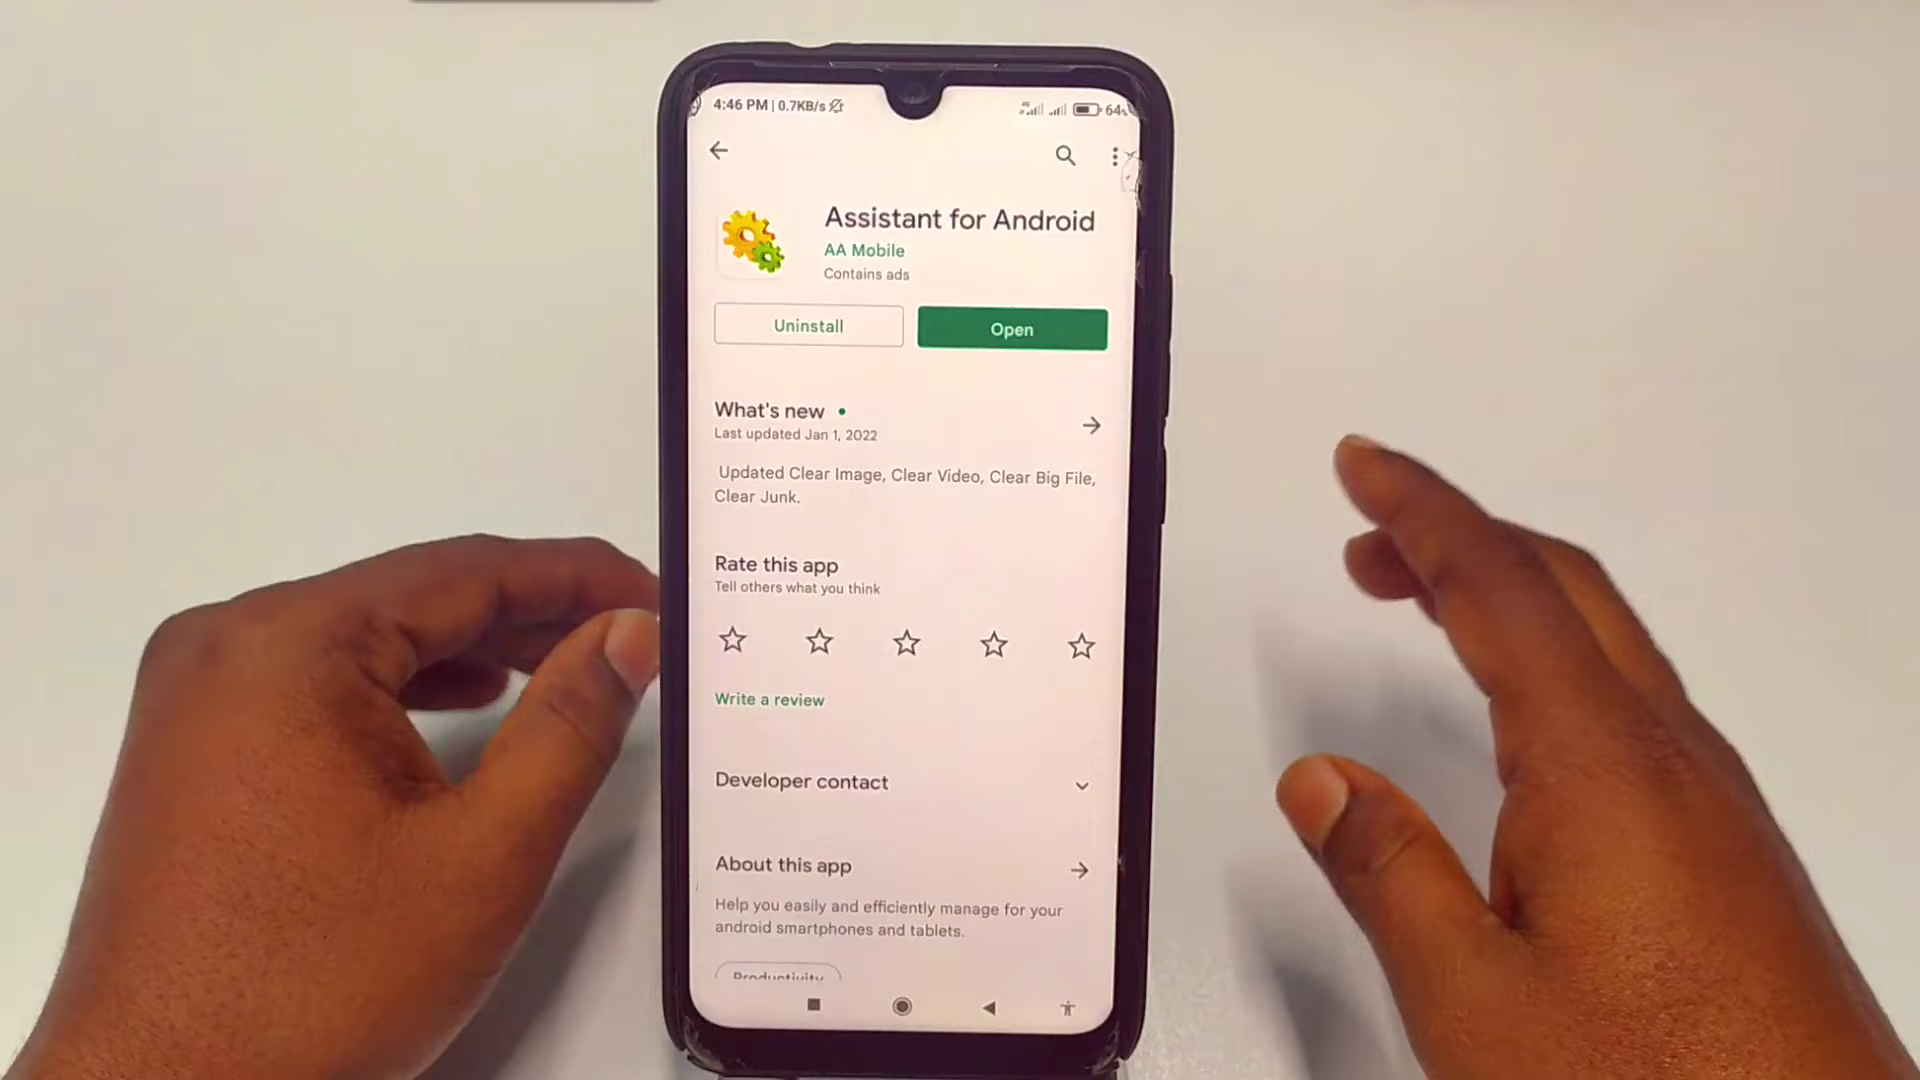 4:46 PM | 0.7KB/s
64
Assistant for Android
AA Mobile
Contains ads
Uninstall
Open
What's new
Last updated Jan 1, 2022
Updated Clear Image, Clear Video, Clear Big File,
Clear Junk.
Rate this app
Tell others what you think
Write a review
Developer contact
About this app
Help you easily and efficiently manage for your
android smartphones and tablets.
Productivity